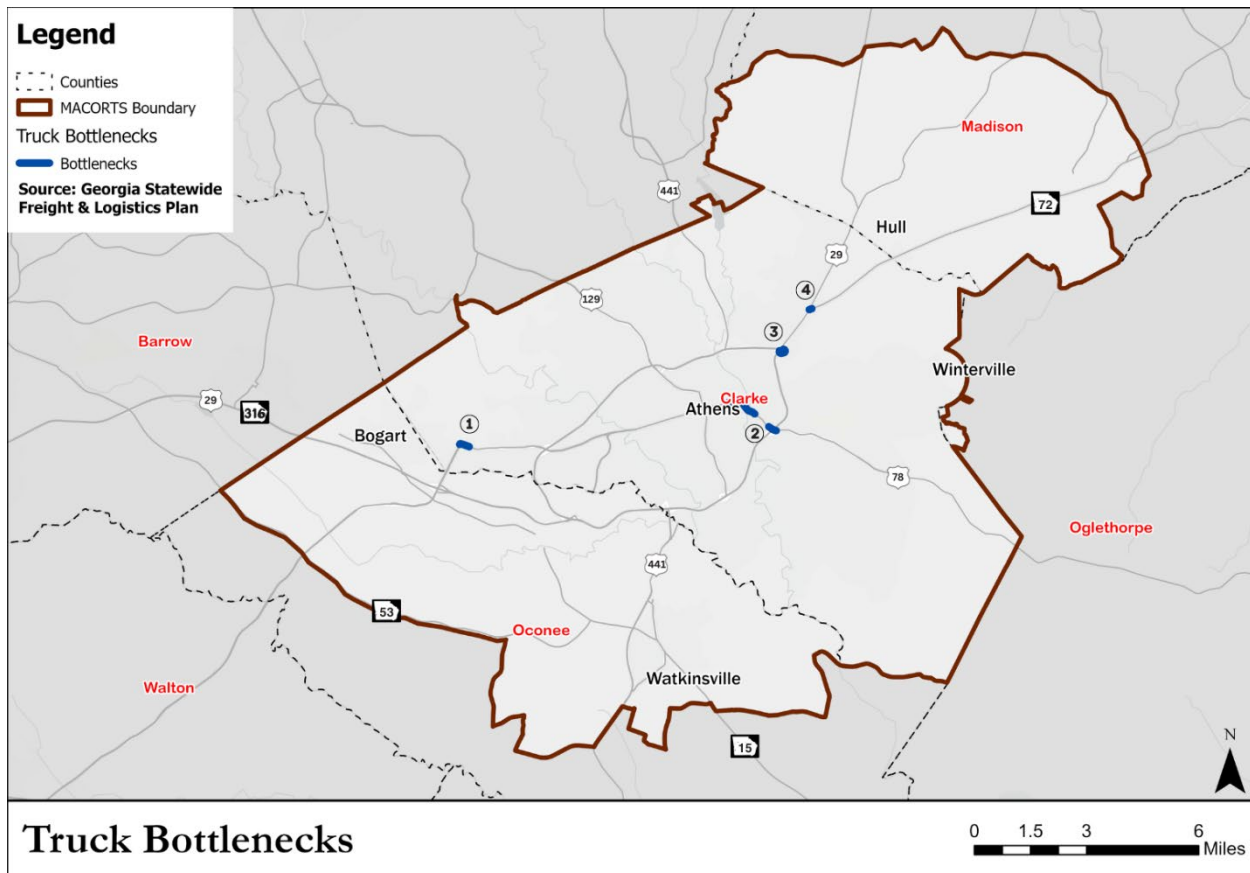 Legend
Counties
MACORTS Boundary
Truck Bottlenecks
Bottlenecks
Source: Georgia Statewide
Freight & Logistics Plan
Madison
441
72
Hull
29
4
129
3
Barrow
Winterville
29
316
Clarke
Athens
1
2
Bogart
78
Oglethorpe
441
53
Oconee
Walton
Watkinsville
15
N
Truck Bottlenecks
0 1.5 3 6
Miles